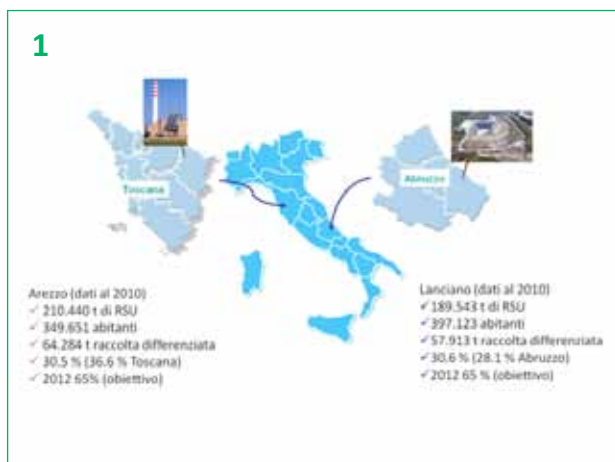 1
Toscana
Abruzzo
Arezzo (dati al 2010)
✓ 210.440 t di RSU
✓ 349.651 abitanti
✓ 64.284 t raccolta differenziata
✓ 30.5 % (36.6 % Toscana)
✓ 2012 65% (obiettivo)
Lanciano (dati al 2010)
✓ 189.543 t di RSU
✓ 397.123 abitanti
✓ 57.913 t raccolta differenziata
✓ 30.6 % (28.1 % Abruzzo)
✓ 2012 65 % (obiettivo)